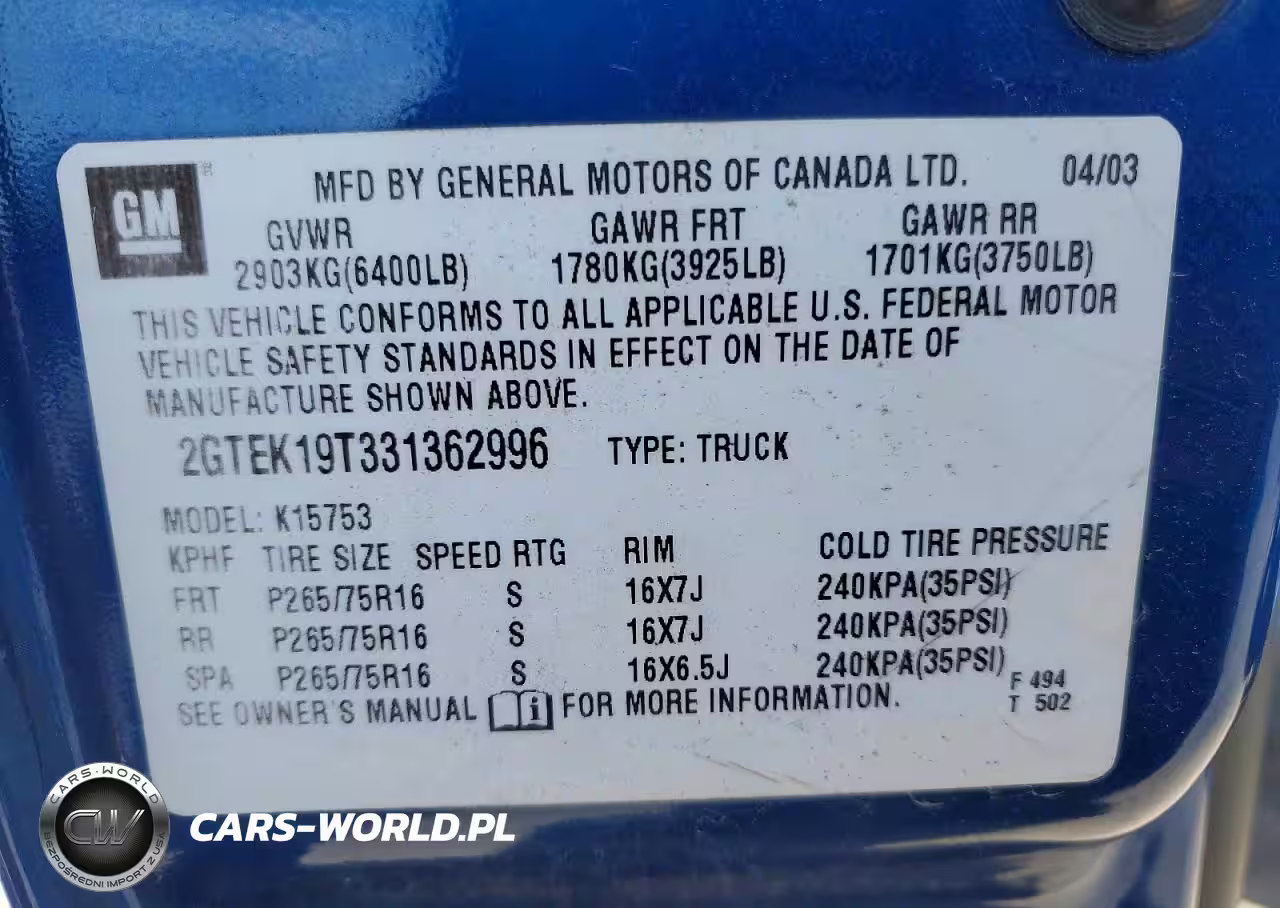 GM
MFD BY GENERAL MOTORS OF CANADA LTD. 04/03
GVWR GAWR FRT GAWR RR
2903KG(6400LB) 1780KG(3925LB) 1701KG(3750LB)
THIS VEHICLE CONFORMS TO ALL APPLICABLE U.S. FEDERAL MOTOR
VEHICLE SAFETY STANDARDS IN EFFECT ON THE DATE OF
MANUFACTURE SHOWN ABOVE.
2GTEK19T331362996 TYPE: TRUCK
MODEL: K15753
KPHF TIRE SIZE SPEED RTG RIM COLD TIRE PRESSURE
FRT P265/75R16 S 16X7J 240KPA(35PSI)
RR P265/75R16 S 16X7J 240KPA(35PSI)
SPA P265/75R16 S 16X6.5J 240KPA(35PSI)
F 494
SEE OWNER'S MANUAL i FOR MORE INFORMATION. T 502
CARS-WORLD
CW
BEZPOŚREDNI IMPORT Z USA
CARS-WORLD.PL